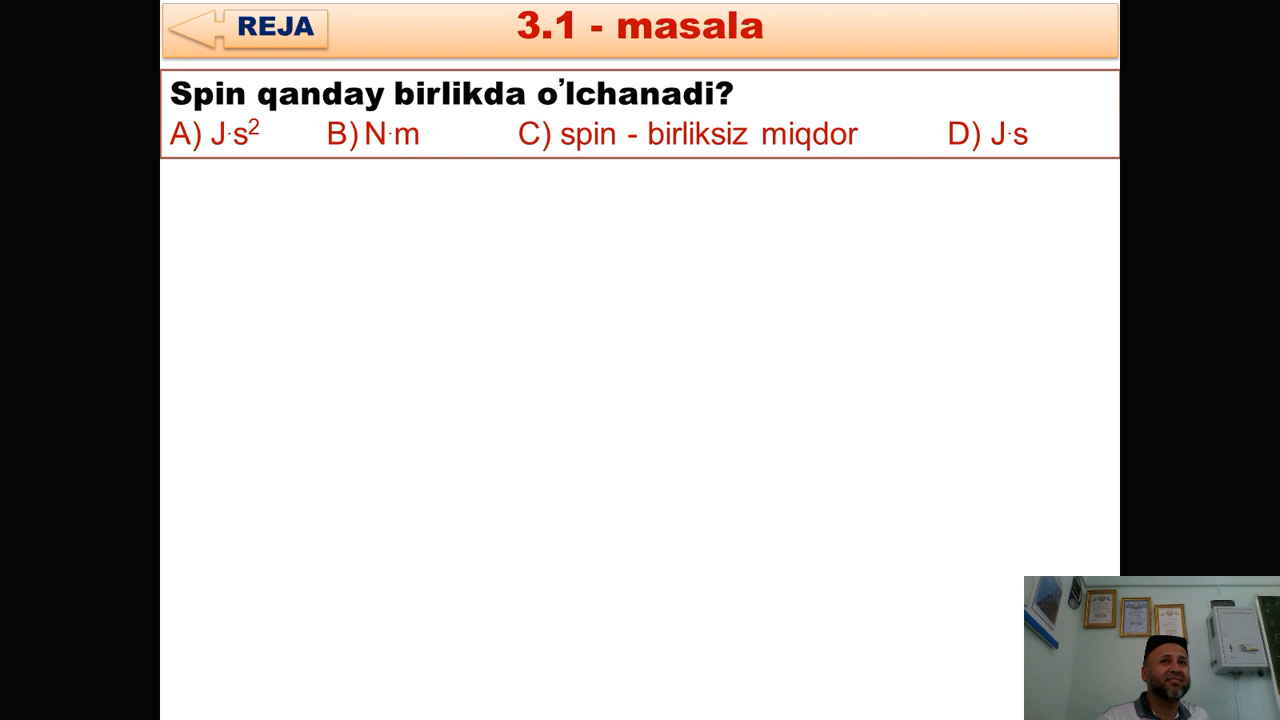 REJA
3.1 - masala
Spin qanday birlikda o’lchanadi?
A) J·s² B) N·m C) spin - birliksiz miqdor D) J·s